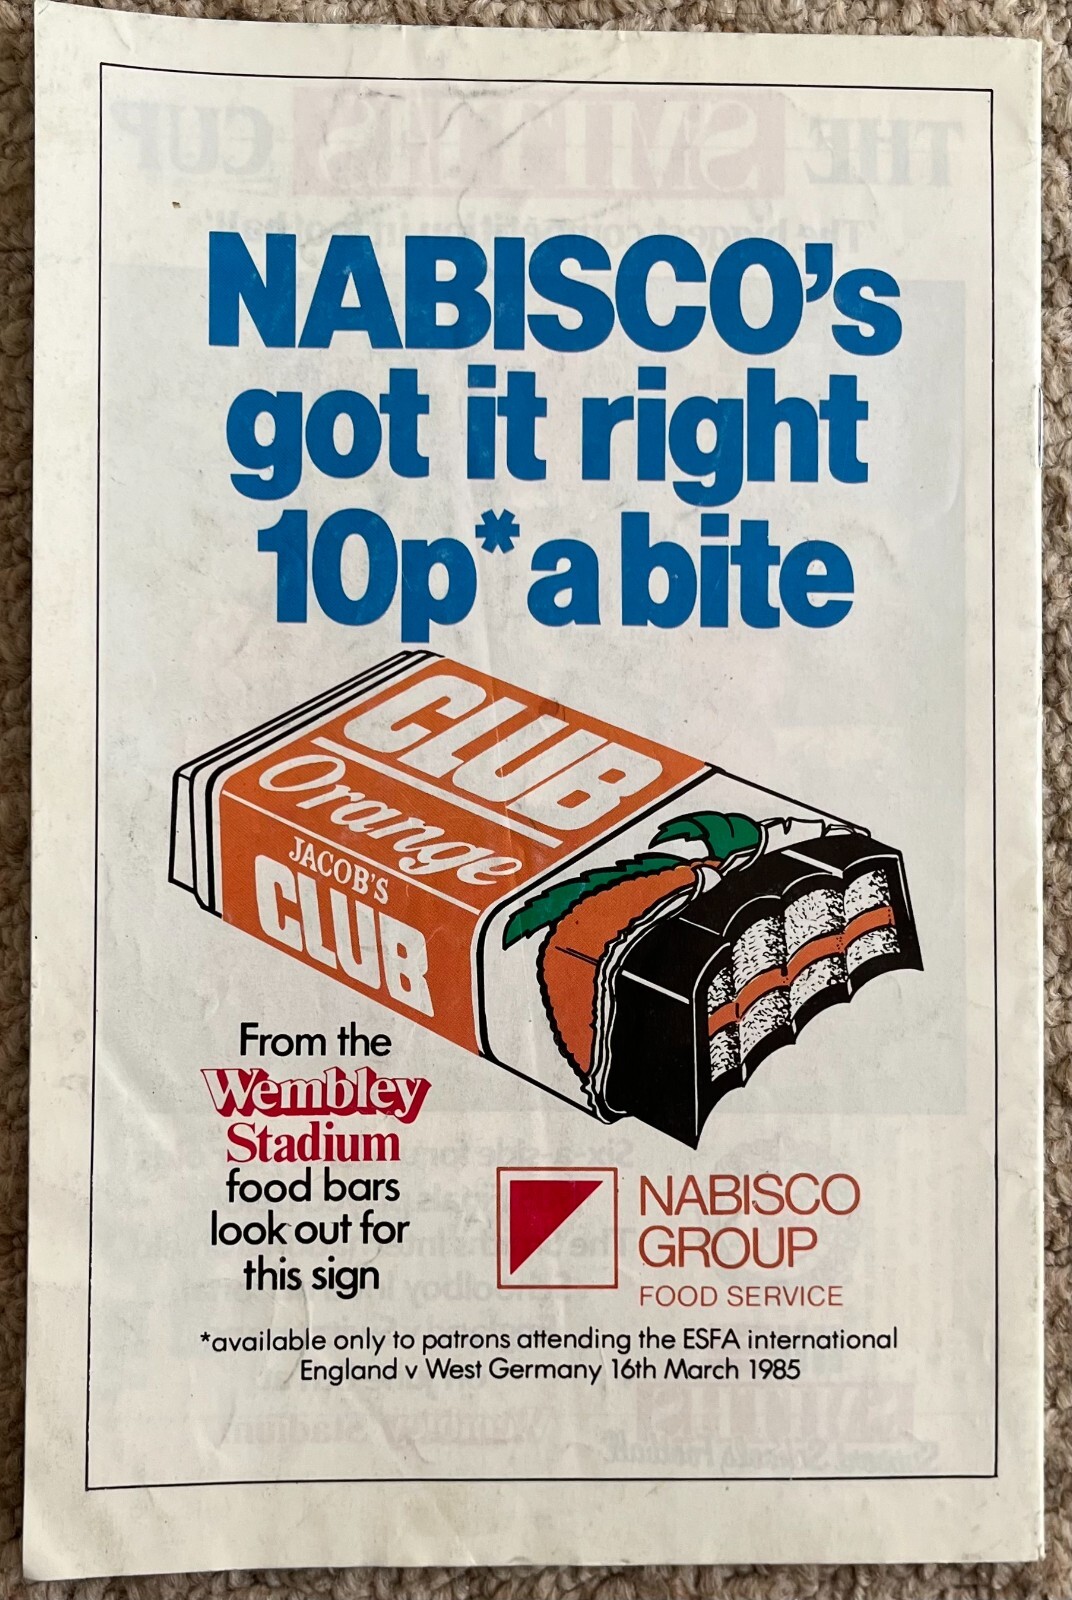 NABISCO's
got it right
10p* a bite
CLUB
Orange
JACOB'S
CLUB
From the
Wembley
Stadium
food bars
look out for
this sign
NABISCO
GROUP
FOOD SERVICE
*available only to patrons attending the ESFA international
England v West Germany 16th March 1985